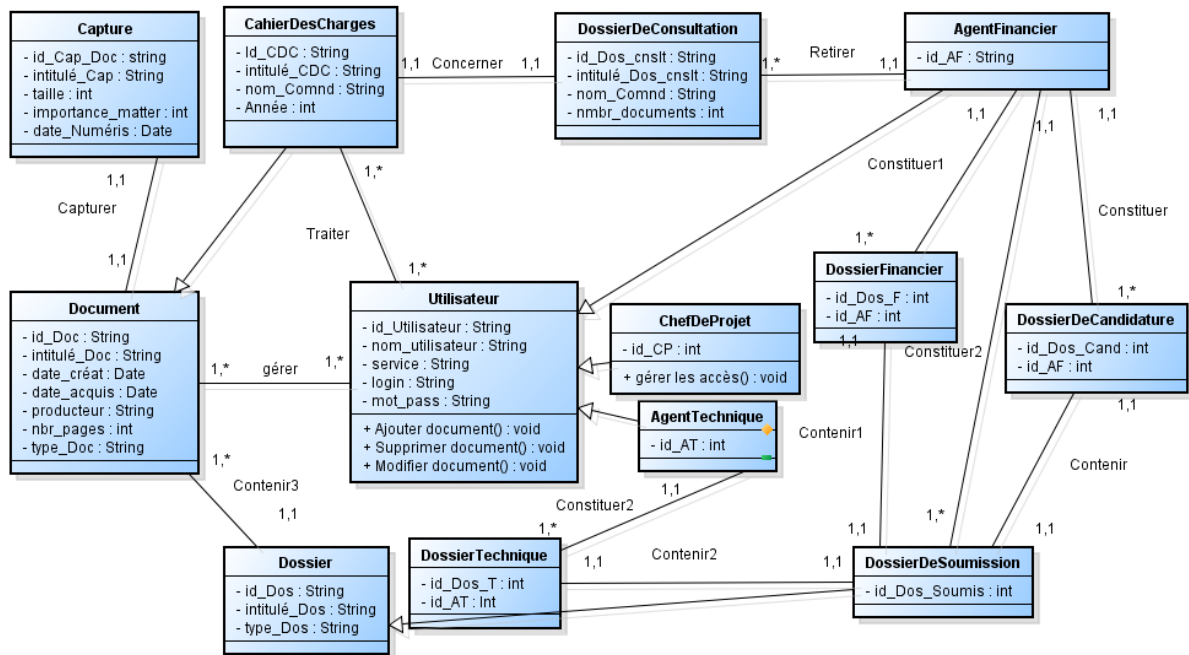 Capture
- id_Cap_Doc : string
- intitulé_Cap : String
- taille : int
- importance_matter : int
- date_Numéris : Date
CahierDesCharges
- Id_CDC : String
- intitulé_CDC : String
- nom_Comnd : String
- Année : int
1,1
Concerner
1,1
DossierDeConsultation
- id_Dos_cnslt : String
- intitulé_Dos_cnslt : String
- nom_Comnd : String
- nmbr_documents : int
1,*
Retirer
1,1
AgentFinancier
- id_AF : String
1,1
1,1
1,1
1,1
Capturer
1,1
1,*
Traiter
1,*
Constituer1
Constituer
1,*
1,*
Document
- id_Doc : String
- intitulé_Doc : String
- date_créat : Date
- date_acquis : Date
- producteur : String
- nbr_pages : int
- type_Doc : String
1,*
gérer
1,*
Utilisateur
- id_Utilisateur : String
- nom_utilisateur : String
- service : String
- login : String
- mot_pass : String
+ Ajouter document() : void
+ Supprimer document() : void
+ Modifier document() : void
ChefDeProjet
- id_CP : int
+ gérer les accès() : void
DossierFinancier
- id_Dos_F : int
- id_AF : int
1,1
Constituer2
DossierDeCandidature
- id_Dos_Cand : int
- id_AF : int
1,1
AgentTechnique
- id_AT : int
Contenir1
Contenir
1,*
Contenir3
1,1
1,1
Constituer2
1,*
1,1
Contenir2
1,1
1,1
1,*
1,1
Dossier
- id_Dos : String
- intitulé_Dos : String
- type_Dos : String
DossierTechnique
- id_Dos_T : int
- id_AT : Int
DossierDeSoumission
- id_Dos_Soumis : int